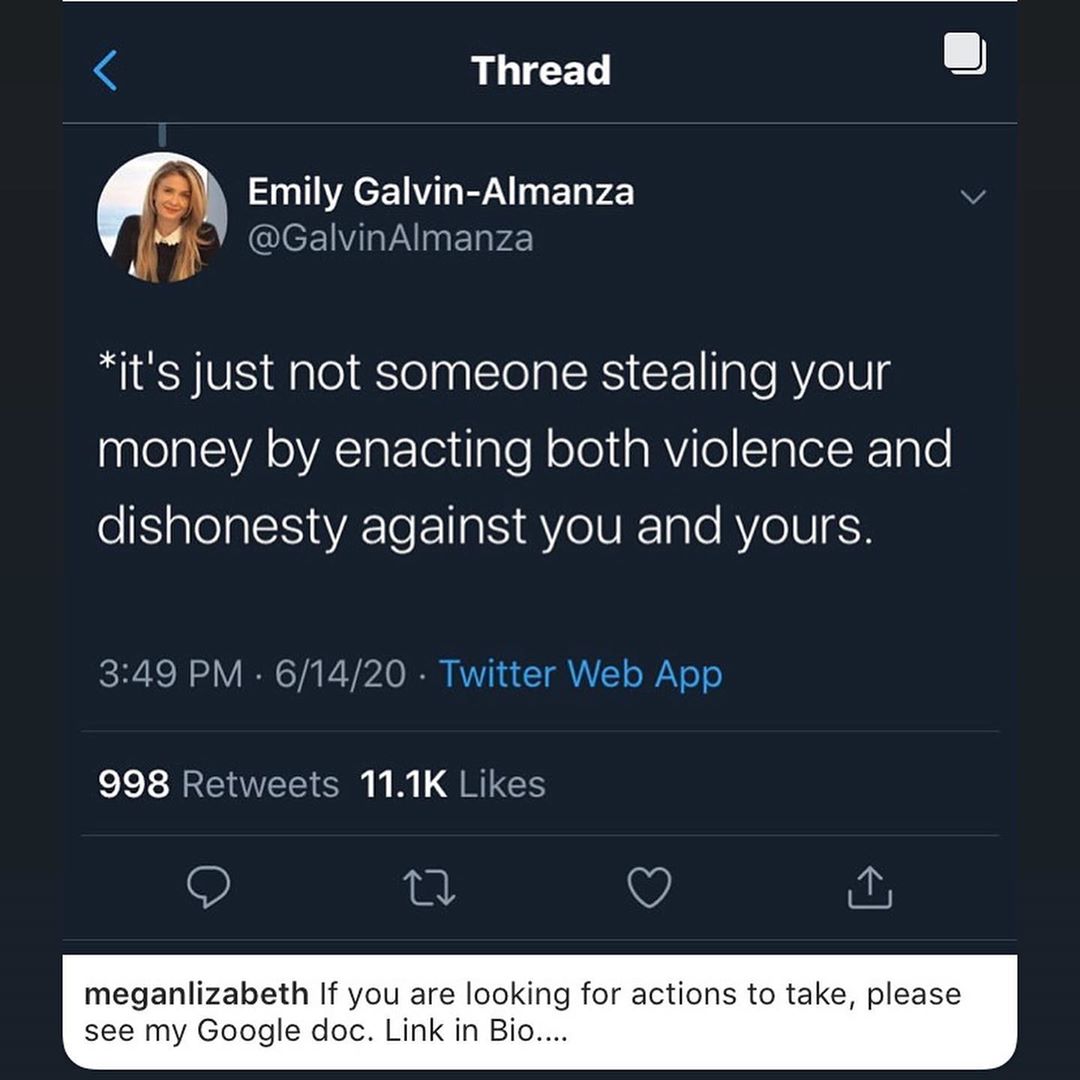 Thread
Emily Galvin-Almanza
@GalvinAlmanza
*it's just not someone stealing your
money by enacting both violence and
dishonesty against you and yours.
3:49 PM · 6/14/20 · Twitter Web App
998 Retweets 11.1K Likes
meganlizabeth If you are looking for actions to take, please
see my Google doc. Link in Bio....